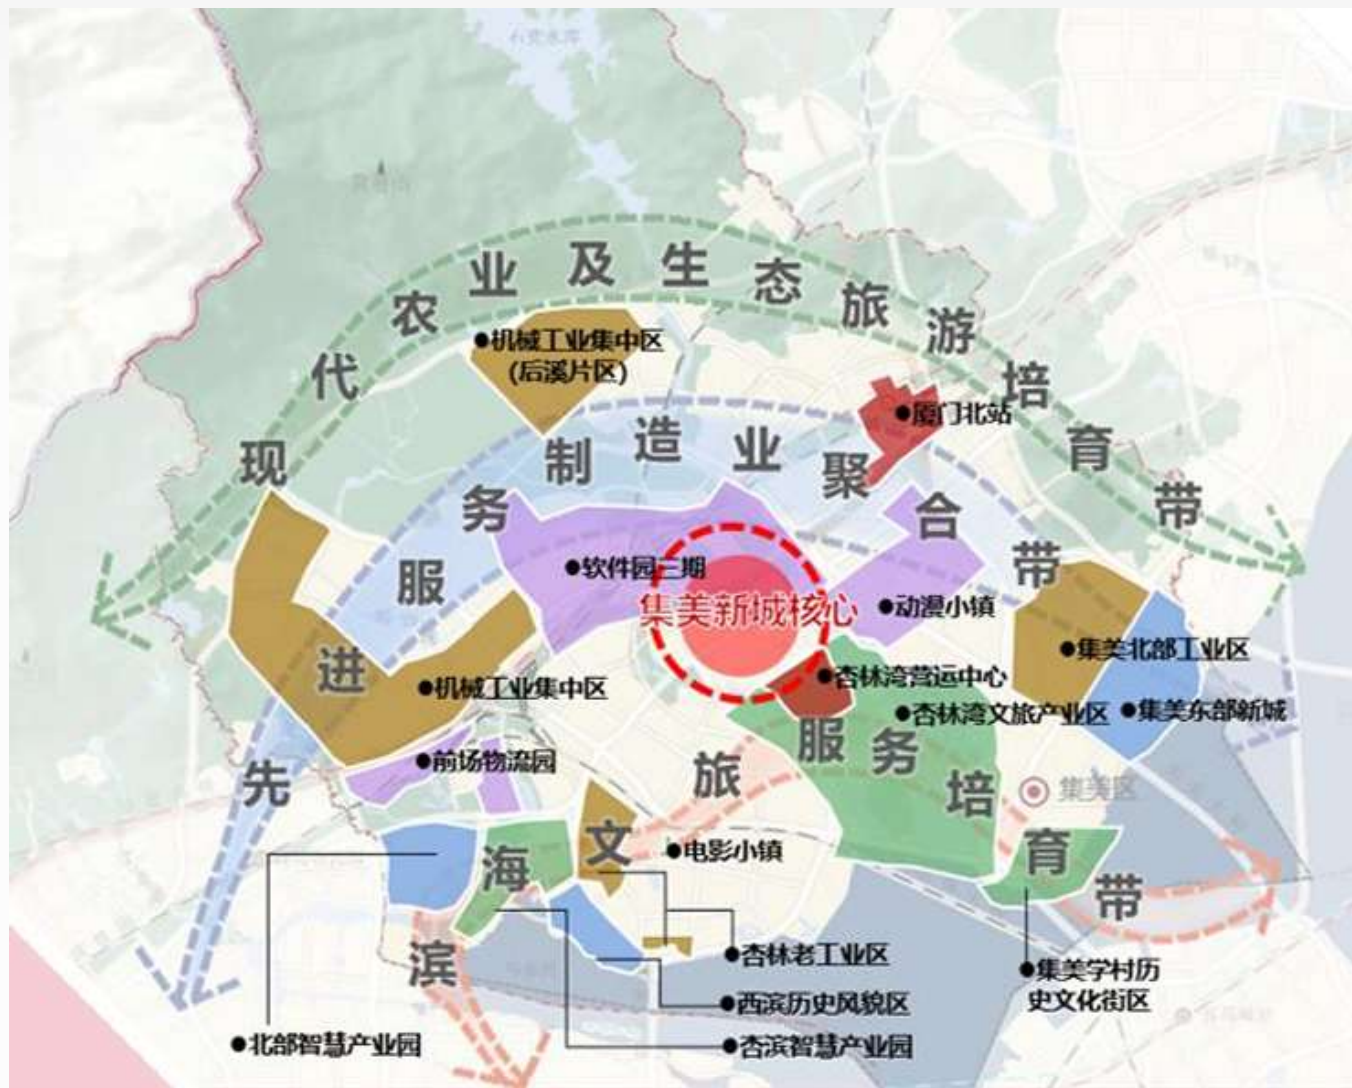 石兜水库
现代农业及生态旅游培育带
机械工业集中区
(后溪片区)
厦门北站
先进服务制造业聚合带
软件园三期
集美新城核心
动漫小镇
集美北部工业区
机械工业集中区
杏林湾营运中心
杏林湾文旅产业区
集美东部新城
前场物流园
集美区
滨海文旅服务培育带
电影小镇
杏林老工业区
集美学村历
史文化街区
西滨历史风貌区
北部智慧产业园
杏滨智慧产业园